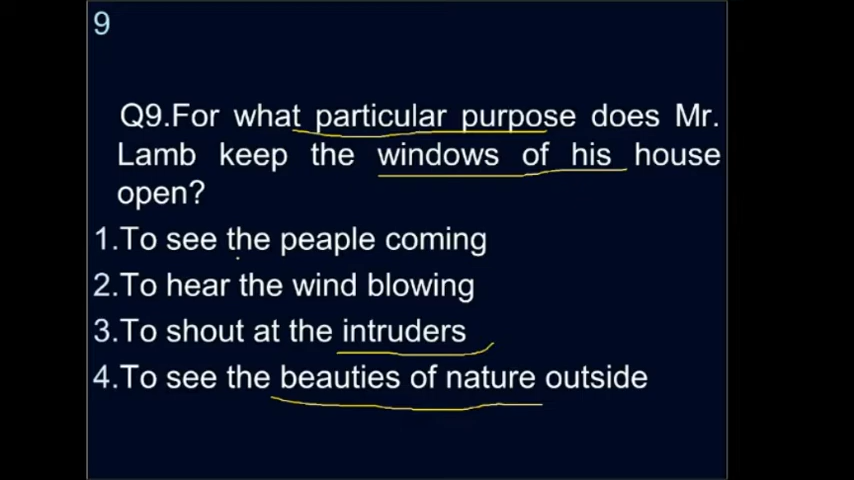 9
Q9.For what particular purpose does Mr.
Lamb keep the windows of his house
open?
1.To see the peaple coming
2.To hear the wind blowing
3.To shout at the intruders
4.To see the beauties of nature outside